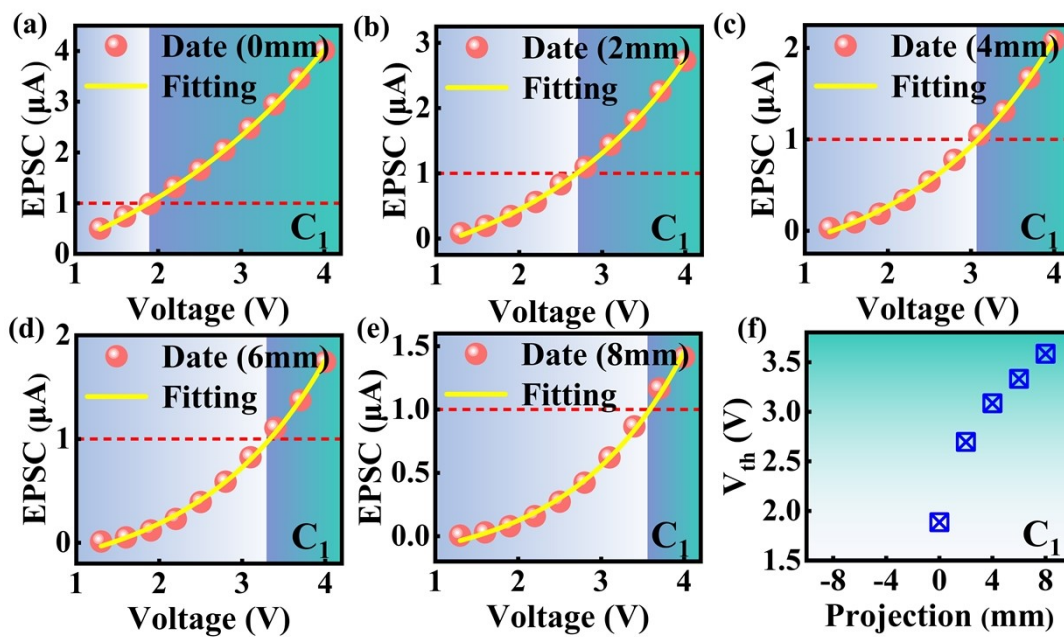 (a)
Date (0mm)
Fitting
EPSC (μA)
4
3
2
1
0
C1
1 2 3 4
Voltage (V)
(b)
Date (2mm)
Fitting
EPSC (μA)
3
2
1
0
C1
1 2 3 4
Voltage (V)
(c)
Date (4mm)
Fitting
EPSC (μA)
2
1
0
C1
1 2 3 4
Voltage (V)
(d)
Date (6mm)
Fitting
EPSC (μA)
2
1
0
C1
1 2 3 4
Voltage (V)
(e)
Date (8mm)
Fitting
EPSC (μA)
1.5
1.0
0.5
0.0
C1
1 2 3 4
Voltage (V)
(f)
Vth (V)
3.5
3.0
2.5
2.0
1.5
C1
-8 -4 0 4 8
Projection (mm)